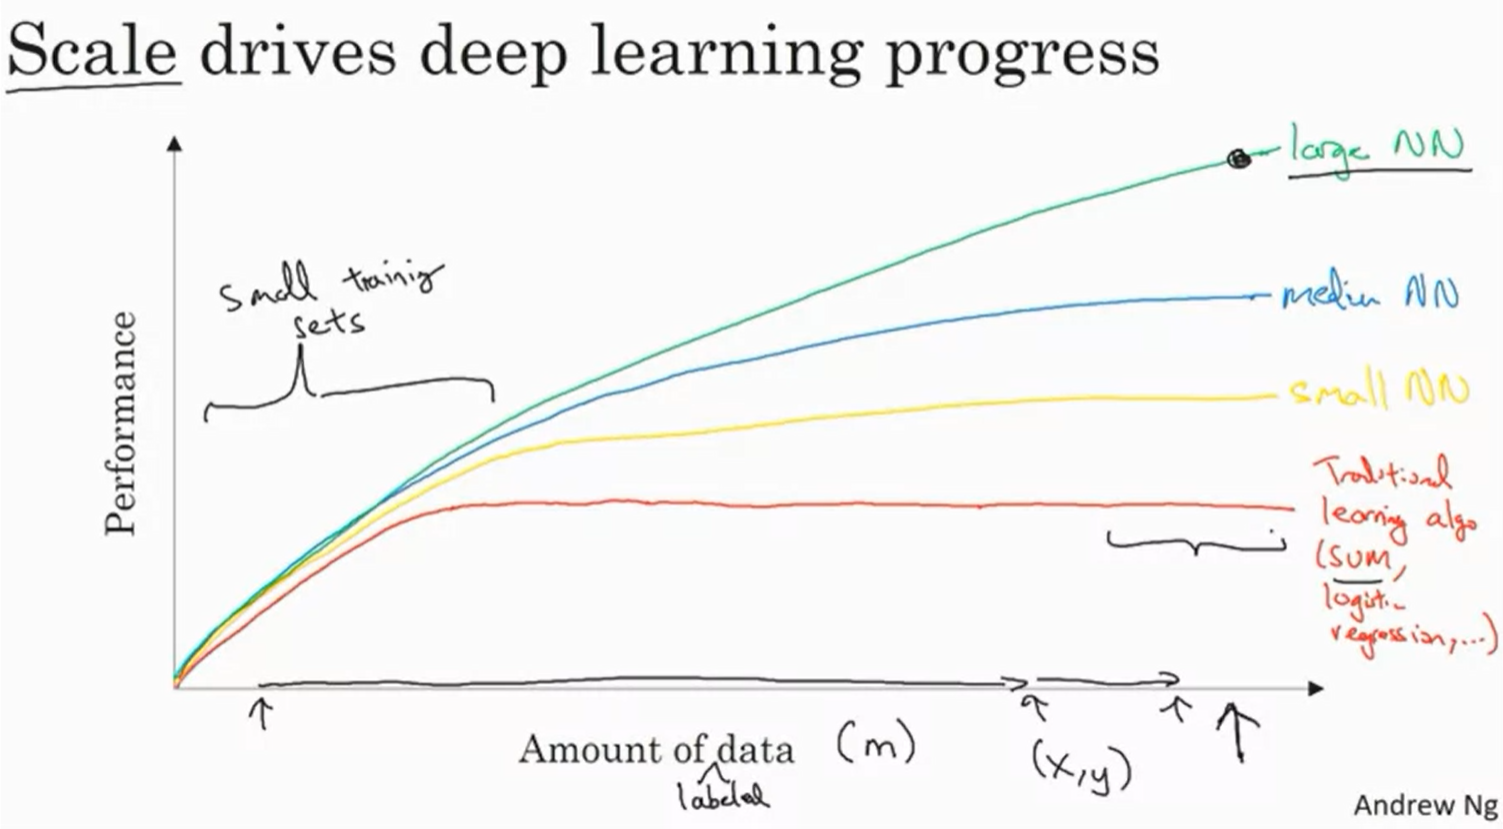 Scale drives deep learning progress
large NN
small training
sets
medium NN
small NN
Performance
Traditional
learning algo
(SVM,
logistic
regression,...)
Amount of data (m)
labeled
(x,y)
Andrew Ng